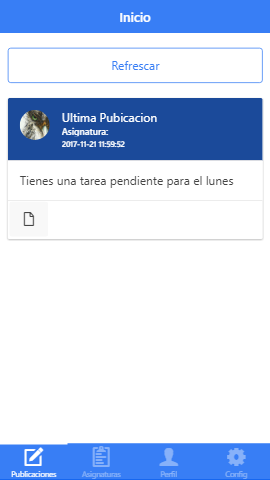 Inicio
Refrescar
Ultima Pubicacion
Asignatura:
2017-11-21 11:59:52
Tienes una tarea pendiente para el lunes
Publicaciones Asignaturas Perfil Config